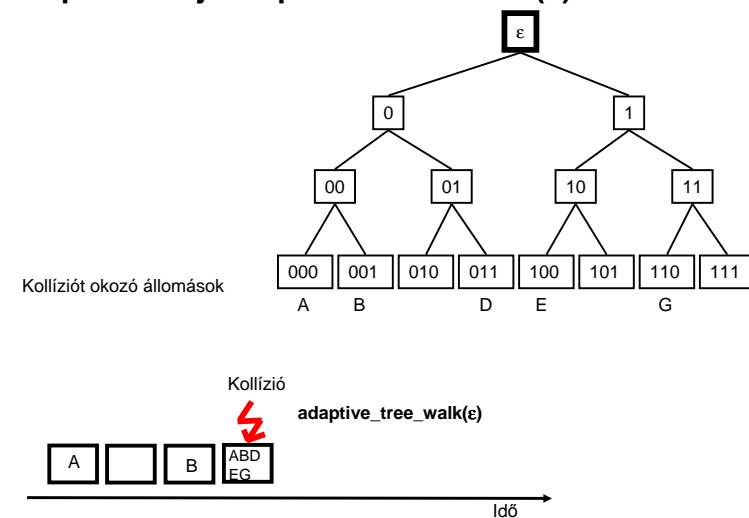 ε
0 1
00 01 10 11
000 001 010 011 100 101 110 111
Kollíziót okozó állomások
A B D E G
Kollízió
adaptive_tree_walk(ε)
A B ABD
EG
Idő